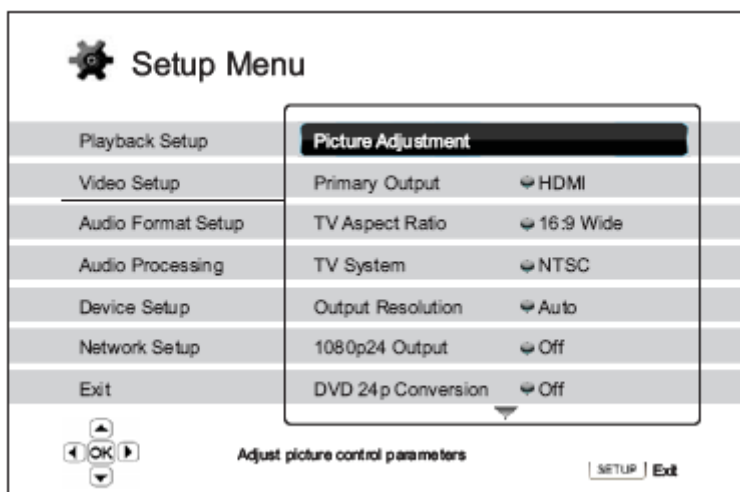 Setup Menu
Playback Setup
Picture Adjustment
Video Setup
Primary Output HDMI
Audio Format Setup
TV Aspect Ratio 16:9 Wide
Audio Processing
TV System NTSC
Device Setup
Output Resolution Auto
Network Setup
1080p24 Output Off
Exit
DVD 24p Conversion Off
OK
Adjust picture control parameters
SETUP Exit